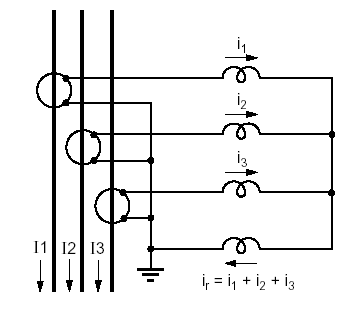 i1
i2
i3
I1 I2 I3
ir = i1 + i2 + i3